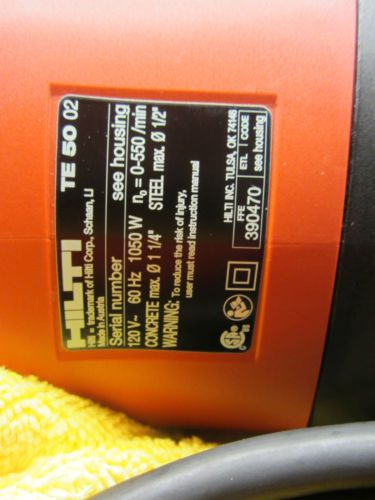 HILTI TE 50 02
Hilti = trademark of Hilti Corp., Schaan, LI
Made in Austria
Serial number see housing
120 V~ 60 Hz 1050 W n₀ = 0-550 /min
CONCRETE max. Ø 1 1/4" STEEL max. Ø 1/2"
WARNING: To reduce the risk of injury,
user must read instruction manual
HILTI INC. TULSA, OK 74146
FFE ETL CODE
390470 see housing